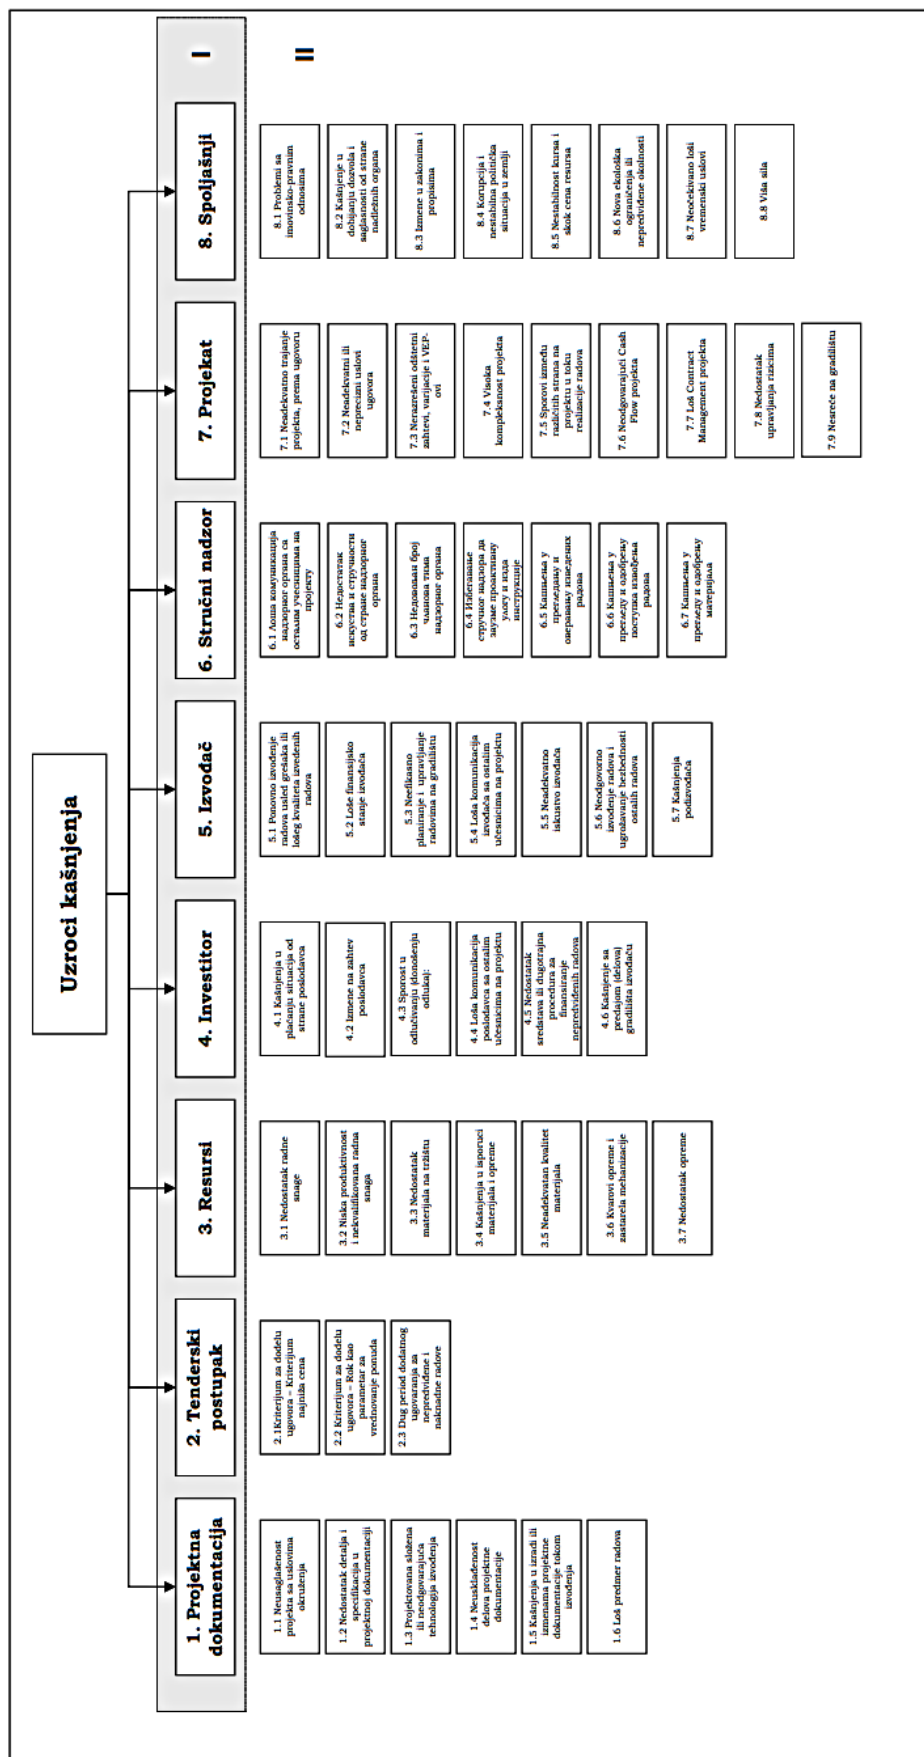 Uzroci kašnjenja
I
1. Projektna
dokumentacija
2. Tenderski
postupak
3. Resursi
4. Investitor
5. Izvođač
6. Stručni nadzor
7. Projekat
8. Spoljašnji
II
1.1 Neusaglašenost
projekta sa uslovima
okruženja
1.2 Nedostatak detalja i
specifikacija u
projektnoj dokumentaciji
1.3 Projektovana složena
ili neodgovarajuća
tehnologija izvođenja
1.4 Neusklađenost
delova projektne
dokumentacije
1.5 Kašnjenja u izradi ili
izmenama projektne
dokumentacije tokom
izvođenja
1.6 Loš predmer radova
2.1Kriterijum za dodelu
ugovora – Kriterijum
najniža cena
2.2 Kriterijum za dodelu
ugovora – Rok kao
parametar za
vrednovanje ponuda
2.3 Dug period dodatnog
ugovaranja za
nepredviđene i
naknadne radove
3.1 Nedostatak radne
snage
3.2 Niska produktivnost
i nekvalifikovana radna
snaga
3.3 Nedostatak
materijala na tržištu
3.4 Kašnjenja u isporuci
materijala i opreme
3.5 Neadekvatan kvalitet
materijala
3.6 Kvarovi opreme i
zastarela mehanizacije
3.7 Nedostatak opreme
4.1 Kašnjenja u
plaćanju situacija od
strane poslodavca
4.2 Izmene na zahtev
poslodavca
4.3 Sporost u
odlučivanju (donošenju
odluka):
4.4 Loša komunikacija
poslodavca sa ostalim
učesnicima na projektu
4.5 Nedostatak
sredstava ili dugotrajna
procedura za
finansiranje
nepredviđenih radova
4.6 Kašnjenje sa
predajom (delova)
gradilišta izvođaču
5.1 Ponovno izvođenje
radova usled grešaka ili
lošeg kvaliteta izvedenih
radova
5.2 Loše finansijsko
stanje izvođača
5.3 Neefikasno
planiranje i upravljanje
radovima na gradilištu
5.4 Loša komunikacija
izvođača sa ostalim
učesnicima na projektu
5.5 Neadekvatno
iskustvo izvođača
5.6 Neodgovorno
izvođenje radova i
ugrožavanje bezbednosti
ostalih radova
5.7 Kašnjenja
podizvođača
6.1 Лоша комуникација
надзорног органа са
осталим учесницима на
пројекту
6.2 Недостатак
искуства и стручности
од стране надзорног
органа
6.3 Недовољан број
чланова тима
надзорног органа
6.4 Избегавање
стручног надзора да
заузме проактивну
улогу и изда
инструкције
6.5 Кашњења у
прегледању и
оверавању изведених
радова
6.6 Кашњења у
прегледу и одобрењу
поступка извођења
радова
6.7 Кашњења у
прегледу и одобрењу
материјала
7.1 Neadekvatno trajanje
projekta, prema ugovoru
7.2 Neadekvatni ili
neprecizni uslovi
ugovora
7.3 Nerazrešeni odštetni
zahtevi, varijacije i VEP-
ovi
7.4 Visoka
kompleksnost projekta
7.5 Sporovi između
različitih strana na
projektu u toku
realizacije radova
7.6 Neodgovarajući Cash
Flow projekta
7.7 Loš Contract
Management projekta
7.8 Nedostatak
upravljanja rizicima
7.9 Nesreće na gradilištu
8.1 Problemi sa
imovinsko-pravnim
odnosima
8.2 Kašnjenje u
dobijanju dozvola i
saglasnosti od strane
nadležnih organa
8.3 Izmene u zakonima i
propisima
8.4 Korupcija i
nestabilna politička
situacija u zemlji
8.5 Nestabilnost kursa i
skok cena resursa
8.6 Nova ekološka
ograničenja ili
nepredviđene okolnosti
8.7 Neočekivano loši
vremenski uslovi
8.8 Viša sila